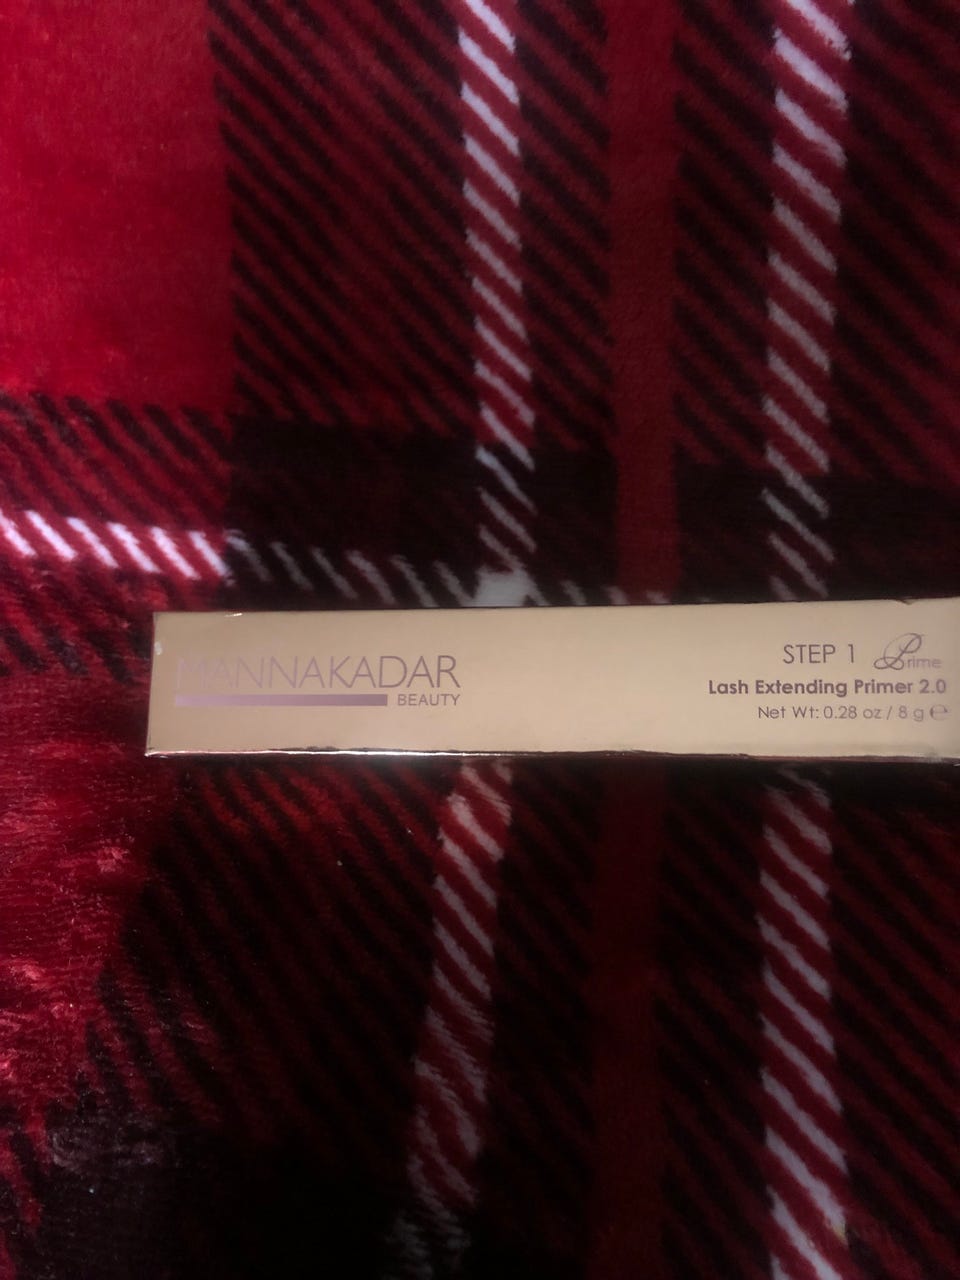 MANNAKADAR
BEAUTY
STEP 1 Prime
Lash Extending Primer 2.0
Net Wt: 0.28 oz / 8 g ℮